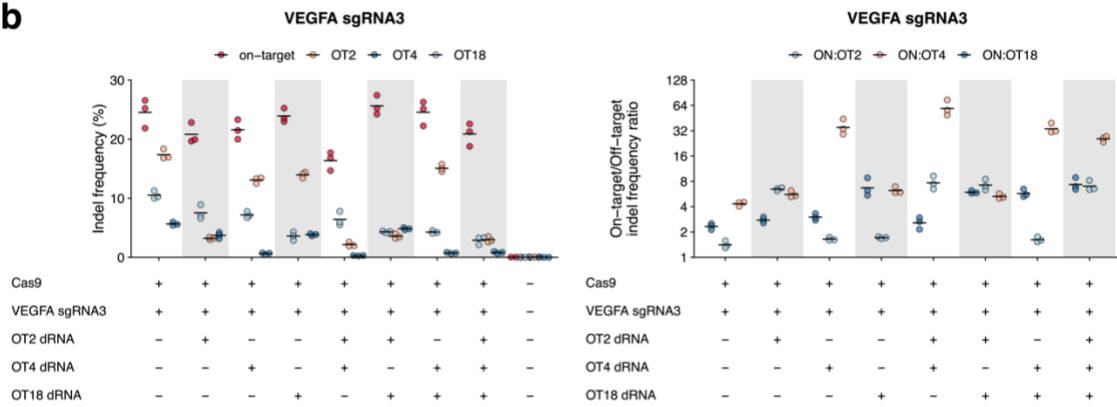 b
VEGFA sgRNA3
on-target OT2 OT4 OT18
Indel frequency (%)
30
20
10
0
Cas9 + + + + + + + + –
VEGFA sgRNA3 + + + + + + + + –
OT2 dRNA – + – – + + – + –
OT4 dRNA – – + – + – + + –
OT18 dRNA – – – + – + + + –
VEGFA sgRNA3
ON:OT2 ON:OT4 ON:OT18
On-target/Off-target
indel frequency ratio
128
64
32
16
8
4
2
1
Cas9 + + + + + + + +
VEGFA sgRNA3 + + + + + + + +
OT2 dRNA – + – – + + – +
OT4 dRNA – – + – + – + +
OT18 dRNA – – – + – + + +